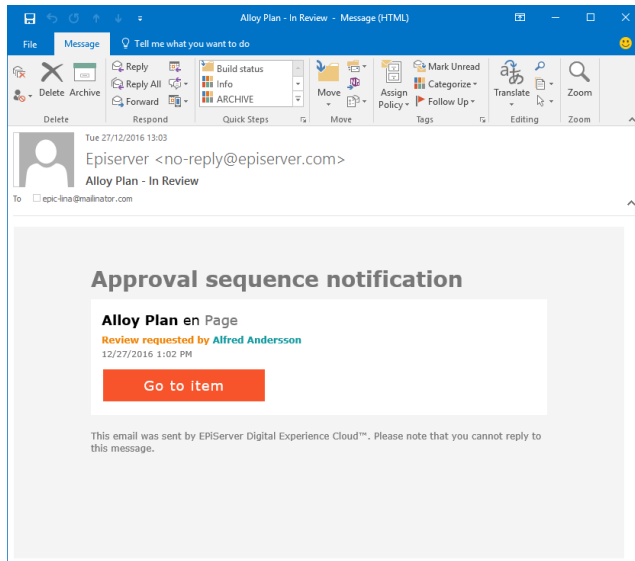 Alloy Plan - In Review - Message (HTML)
File Message Tell me what you want to do
Delete Archive
Reply
Reply All
Forward
Build status
Info
ARCHIVE
Move
Assign Policy
Mark Unread
Categorize
Follow Up
Translate
Zoom
Delete Respond Quick Steps Move Tags Editing Zoom
Tue 27/12/2016 13:03
Episerver <no-reply@episerver.com>
Alloy Plan - In Review
To epic-lina@mailinator.com
Approval sequence notification
Alloy Plan en Page
Review requested by Alfred Andersson
12/27/2016 1:02 PM
Go to item
This email was sent by EPiServer Digital Experience Cloud™. Please note that you cannot reply to
this message.